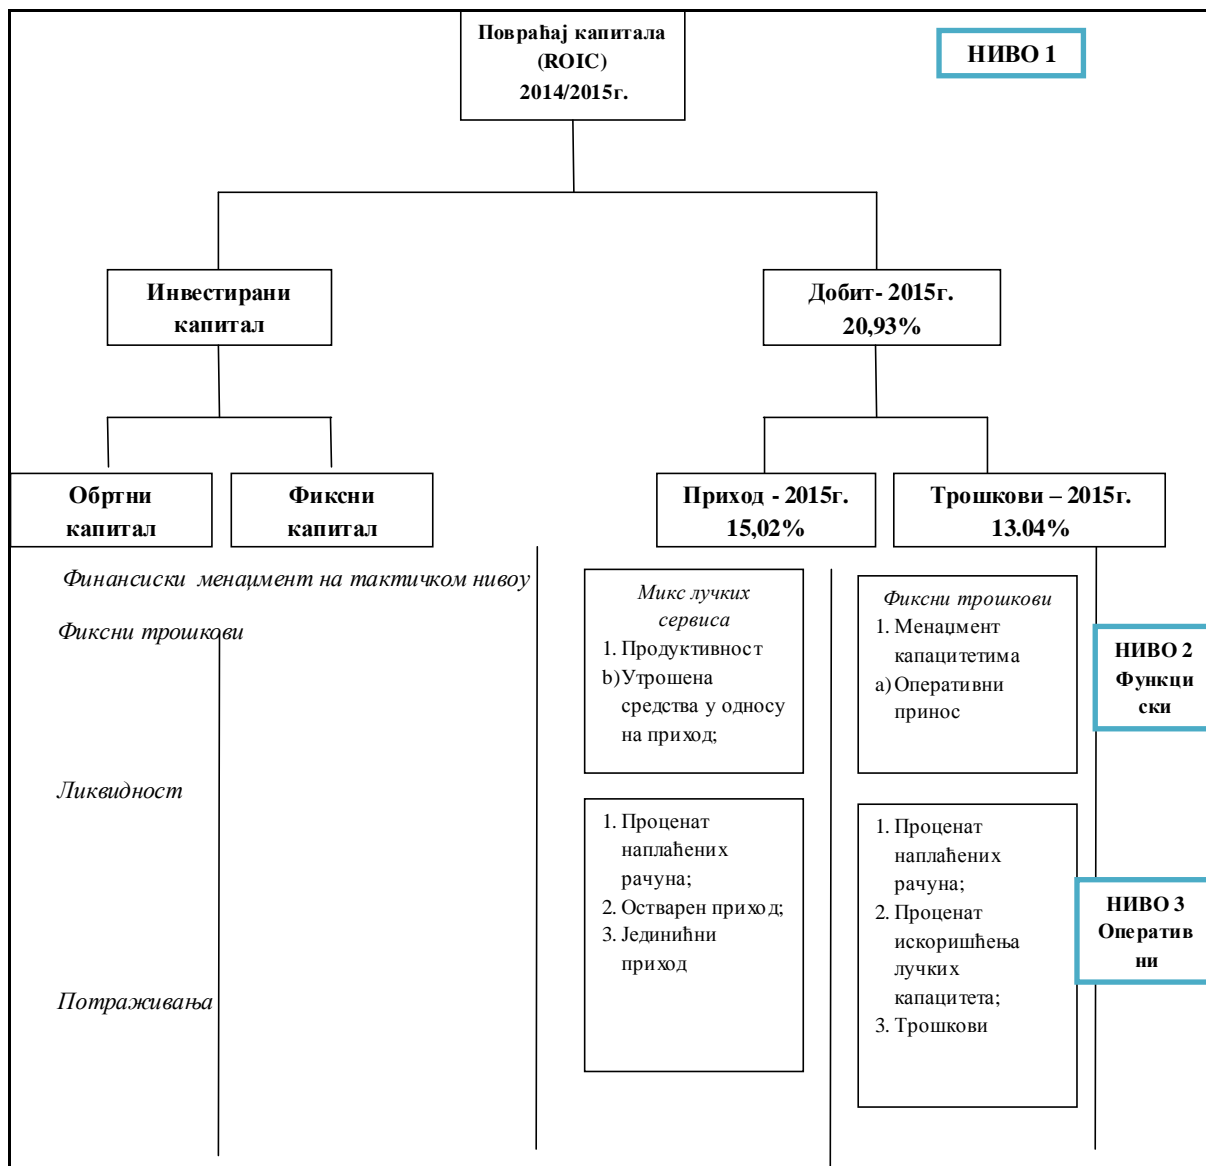 Повраћај капитала
(ROIC)
2014/2015г.
НИВО 1
Инвестирани
капитал
Добит- 2015г.
20,93%
Обртни
капитал
Фиксни
капитал
Приход - 2015г.
15,02%
Трошкови – 2015г.
13.04%
Финансиски менаџмент на тактичком нивоу
Фиксни трошкови
Ликвидност
Потраживања
Микс лучких
сервиса
1. Продуктивност
b) Утрошена
средства у односу
на приход;
Фиксни трошкови
1. Менаџмент
капацитетима
a) Оперативни
принос
НИВО 2
Функци
ски
1. Проценат
наплаћених
рачуна;
2. Остварен приход;
3. Јединићни
приход
1. Проценат
наплаћених
рачуна;
2. Проценат
искоришћења
лучких
капацитета;
3. Трошкови
НИВО 3
Оператив
ни